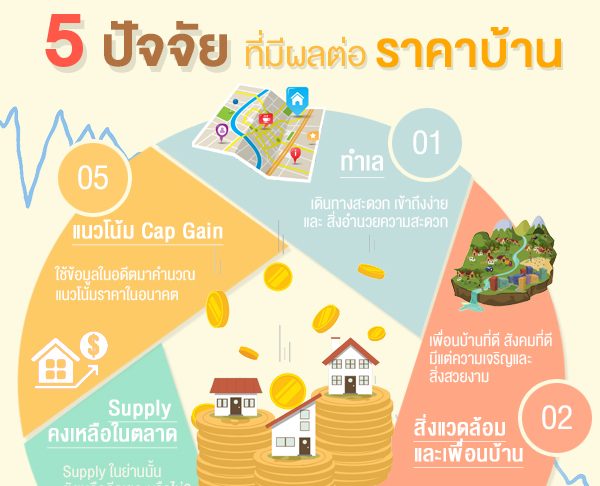 5 ปัจจัย ที่มีผลต่อ ราคาบ้าน
01
ทำเล
เดินทางสะดวก เข้าถึงง่าย
และ สิ่งอำนวยความสะดวก
05
แนวโน้ม Cap Gain
ใช้ข้อมูลในอดีตมาคำนวณ
แนวโน้มราคาในอนาคต
เพื่อนบ้านที่ดี สังคมที่ดี
มีแต่ความเจริญและ
สิ่งสวยงาม
02
สิ่งแวดล้อม
และเพื่อนบ้าน
Supply
คงเหลือในตลาด
Supply ในย่านนั้น